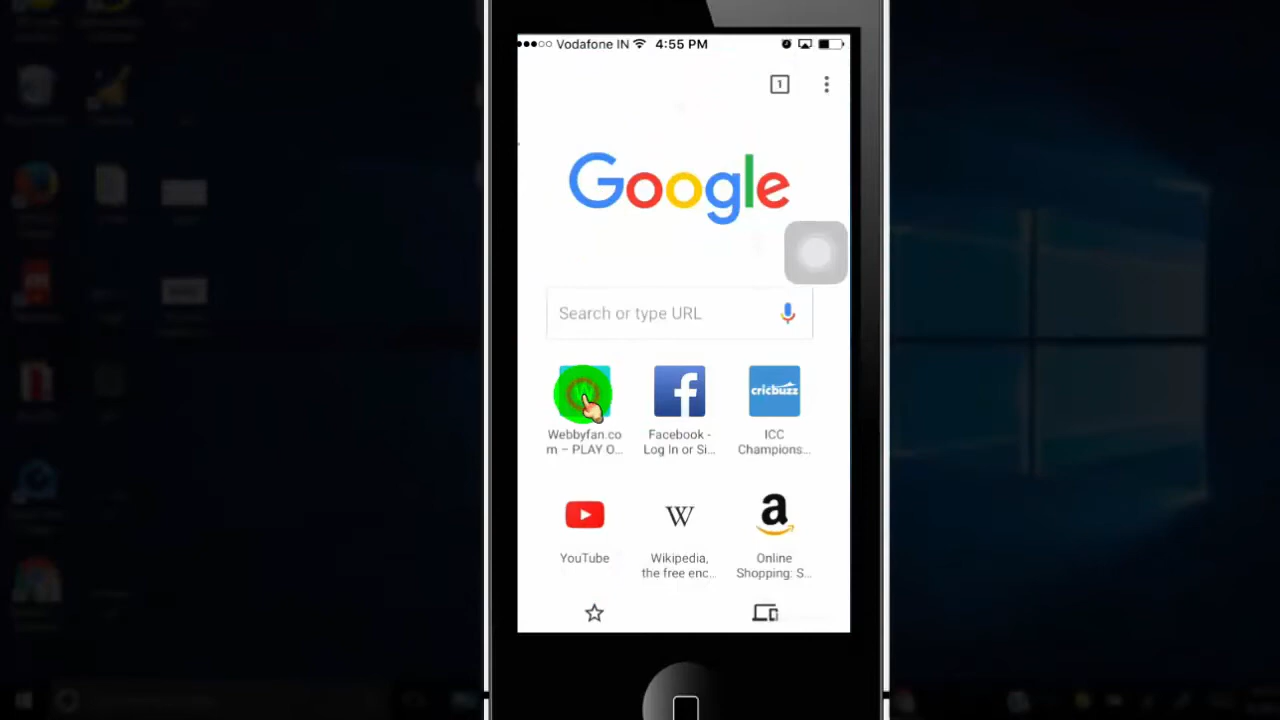 Vodafone IN 4:55 PM
1
Google
Search or type URL
W
f
cricbuzz
Webbyfan.co
m – PLAY O...
Facebook -
Log In or Si...
ICC
Champions...
W
a
YouTube
Wikipedia,
the free enc...
Online
Shopping: S...